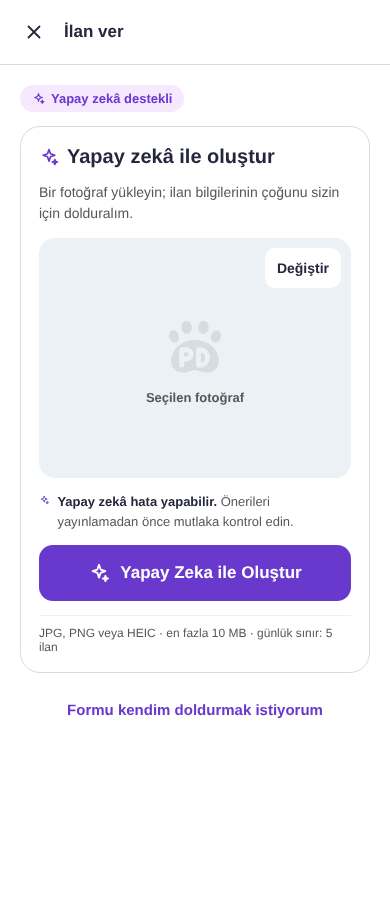 İlan ver
Yapay zekâ destekli
Yapay zekâ ile oluştur
Bir fotoğraf yükleyin; ilan bilgilerinin çoğunu sizin
için dolduralım.
Değiştir
PD
Seçilen fotoğraf
Yapay zekâ hata yapabilir. Önerileri
yayınlamadan önce mutlaka kontrol edin.
Yapay Zeka ile Oluştur
JPG, PNG veya HEIC · en fazla 10 MB · günlük sınır: 5
ilan
Formu kendim doldurmak istiyorum